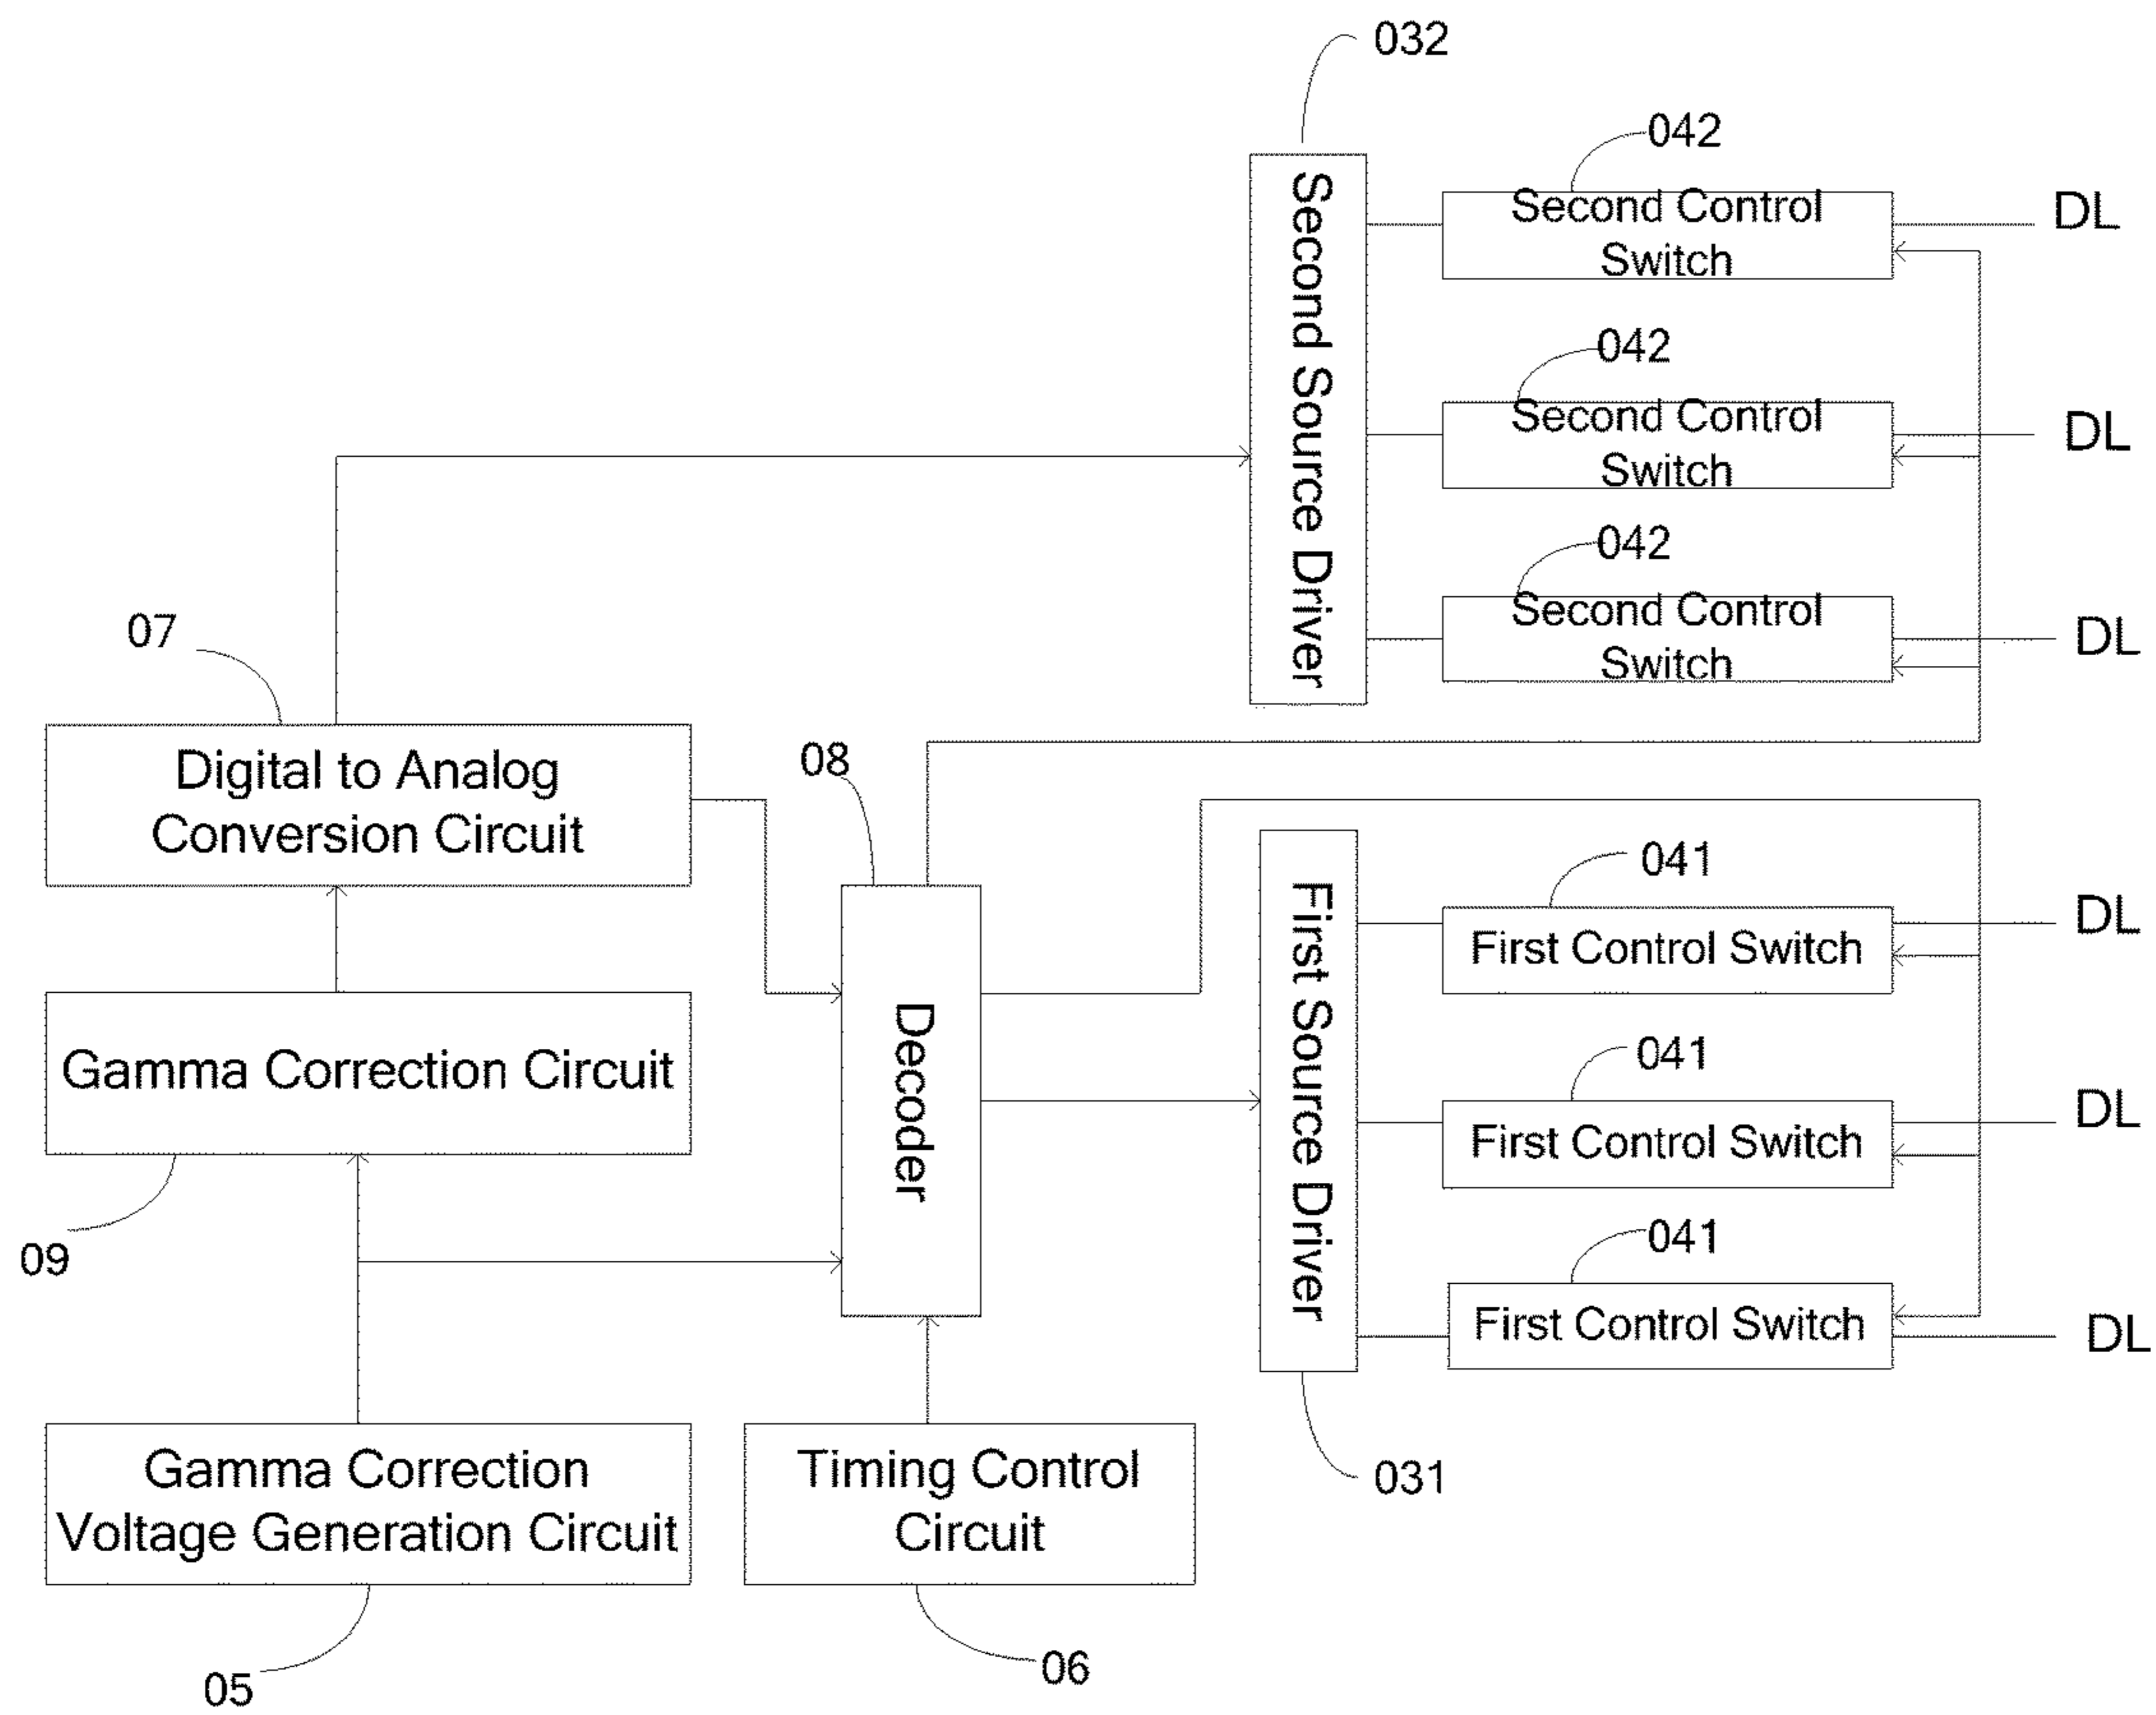 032
042
Second Control
Switch
DL
042
Second Control
Switch
DL
042
Second Control
Switch
DL
Second Source Driver
07
Digital to Analog
Conversion Circuit
08
Decoder
Gamma Correction Circuit
09
First Source Driver
041
First Control Switch
DL
041
First Control Switch
DL
041
First Control Switch
DL
031
Gamma Correction
Voltage Generation Circuit
05
Timing Control
Circuit
06